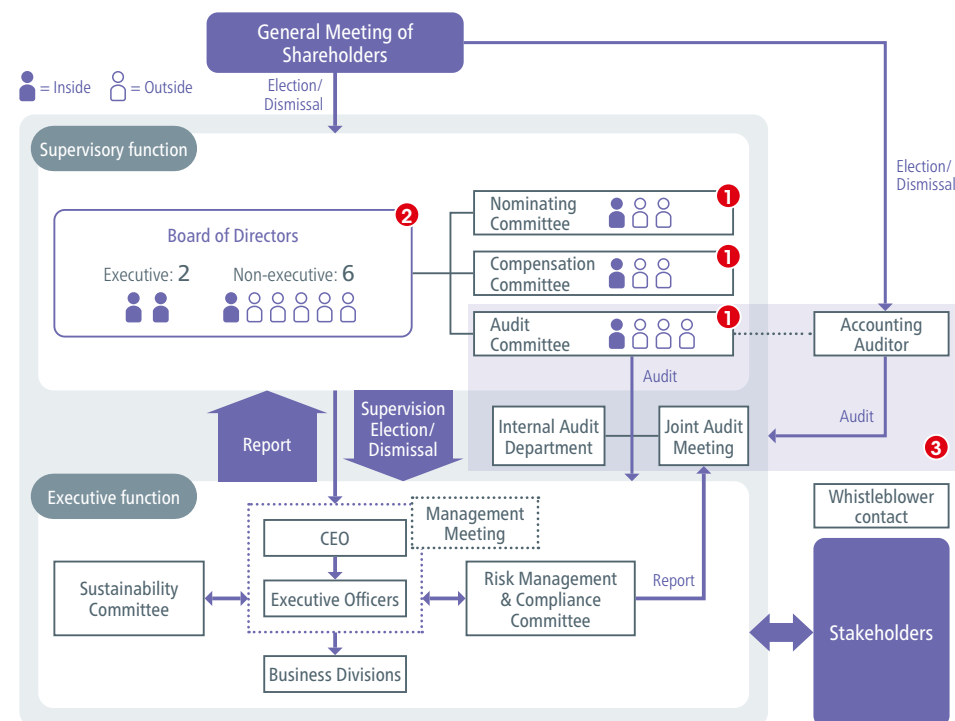 General Meeting of
Shareholders
= Inside
= Outside
Election/
Dismissal
Election/
Dismissal
Supervisory function
2
Board of Directors
Executive: 2
Non-executive: 6
1
Nominating
Committee
1
Compensation
Committee
1
Audit
Committee
Accounting
Auditor
Audit
Audit
Report
Supervision
Election/
Dismissal
Internal Audit
Department
Joint Audit
Meeting
3
Executive function
Management
Meeting
CEO
Executive Officers
Business Divisions
Sustainability
Committee
Risk Management
& Compliance
Committee
Report
Whistleblower
contact
Stakeholders